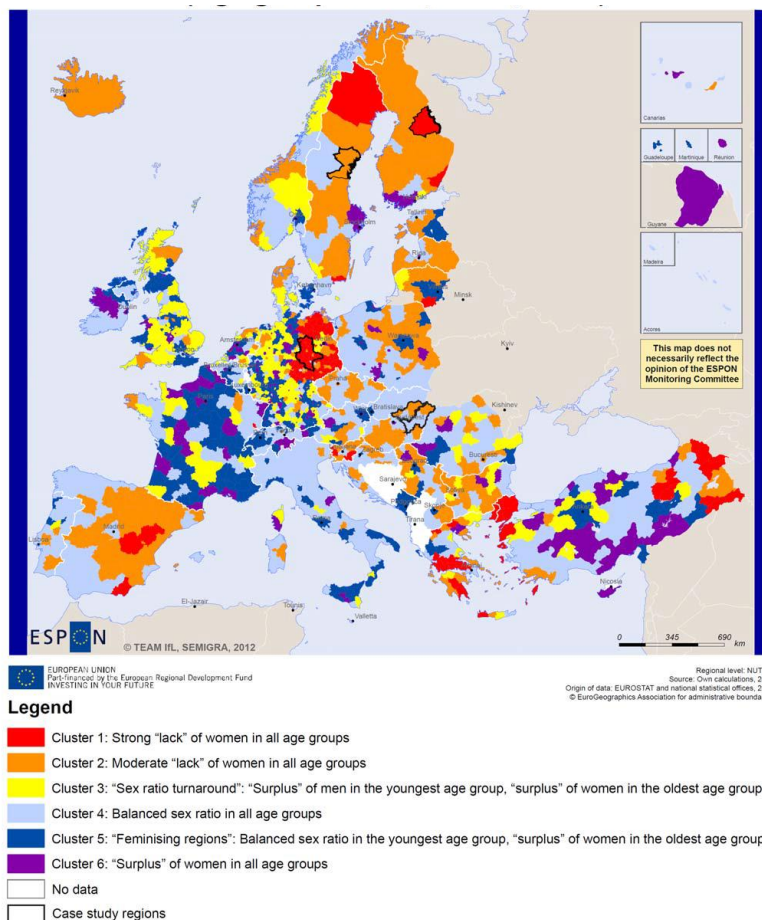 Reykjavik
Canarias
Guadeloupe
Martinique
Réunion
Guyane
Madeira
Acores
This map does not
necessarily reflect the
opinion of the ESPON
Monitoring Committee
Minsk
Kyiv
Kishinev
København
Bratislava
Zagreb
Sarajevo
Tirana
Bucuresti
Madrid
Lisboa
El-Jazair
Tounis
Valletta
Nicosia
ESPON
© TEAM IfL, SEMIGRA, 2012
0 345 690
km
EUROPEAN UNION
Part-financed by the European Regional Development Fund
INVESTING IN YOUR FUTURE
Regional level: NUT
Source: Own calculations, 2
Origin of data: EUROSTAT and national statistical offices, 2
© EuroGeographics Association for administrative bounda
Legend
Cluster 1: Strong “lack” of women in all age groups
Cluster 2: Moderate “lack” of women in all age groups
Cluster 3: “Sex ratio turnaround”: “Surplus” of men in the youngest age group, “surplus” of women in the oldest age group
Cluster 4: Balanced sex ratio in all age groups
Cluster 5: “Feminising regions”: Balanced sex ratio in the youngest age group, “surplus” of women in the oldest age group
Cluster 6: “Surplus” of women in all age groups
No data
Case study regions